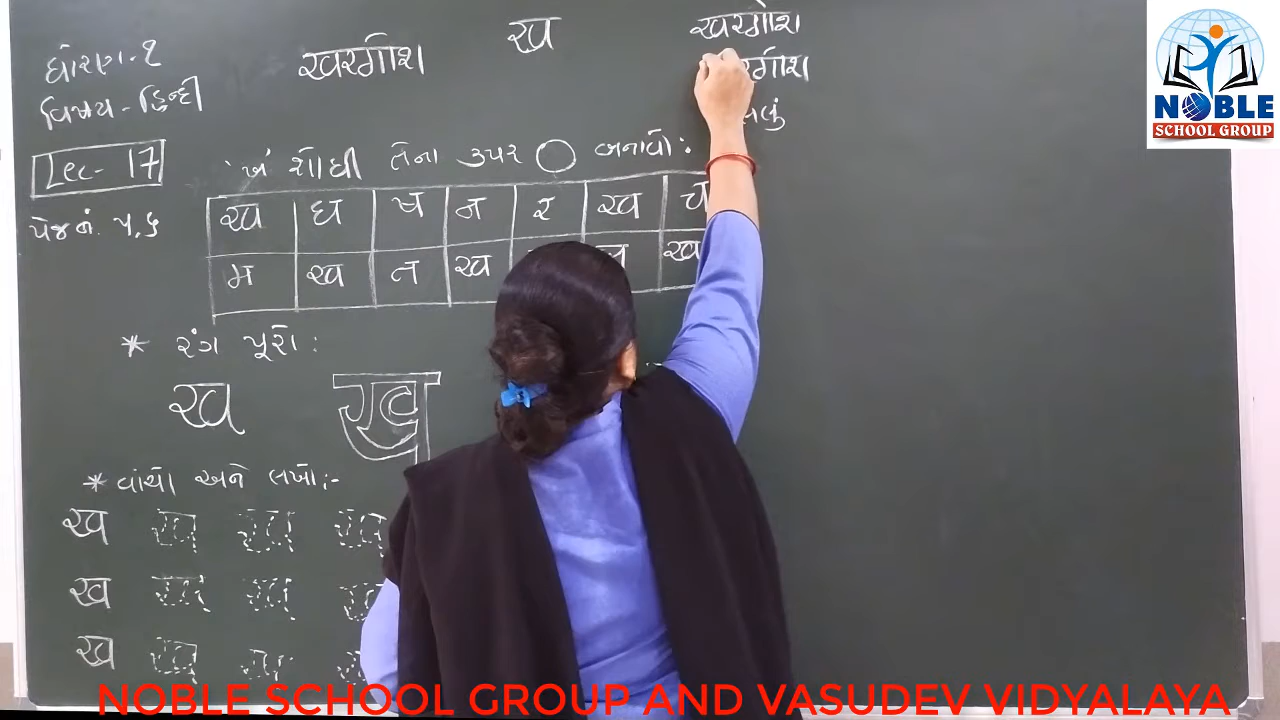 ધોરણ-૨
વિષય - હિન્દી
Lec- 17
પેજ નં. ૫,૬
खरगोश
ख
खरगोश
'ખ' શોધી તેના ઉપર ○ બનાવો:
ख घ ष न र ख च
म ख त ख ख
* રંગ પૂરો:
ख ख
* વાંચો અને લખો:-
ख ख ख ख
ख ख ख ख
ख ख ख
NOBLE
SCHOOL GROUP
NOBLE SCHOOL GROUP AND VASUDEV VIDYALAYA